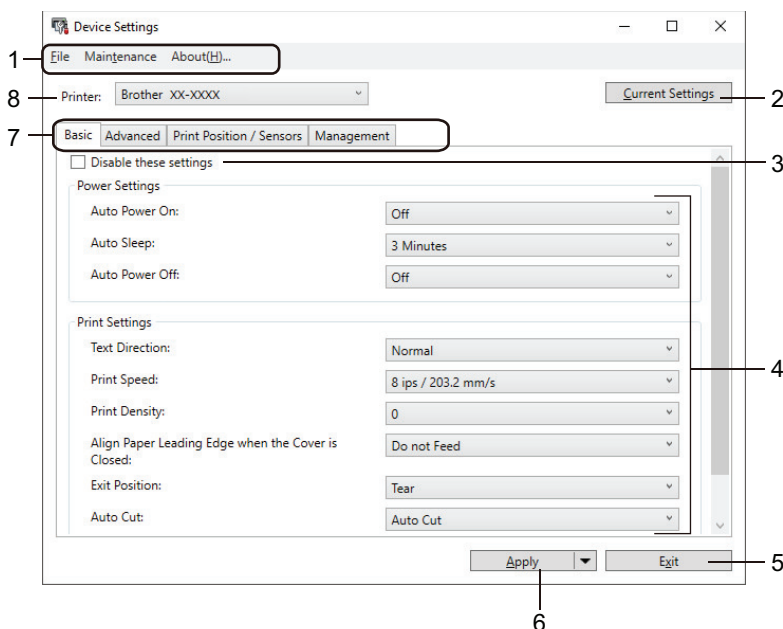 Device Settings
1
File Maintenance About(H)...
8 Printer: Brother XX-XXXX Current Settings 2
7 Basic Advanced Print Position / Sensors Management
Disable these settings 3
Power Settings
Auto Power On: Off
Auto Sleep: 3 Minutes
Auto Power Off: Off
Print Settings
Text Direction: Normal
4
Print Speed: 8 ips / 203.2 mm/s
Print Density: 0
Align Paper Leading Edge when the Cover is
Closed: Do not Feed
Exit Position: Tear
Auto Cut: Auto Cut
Apply Exit 5
6